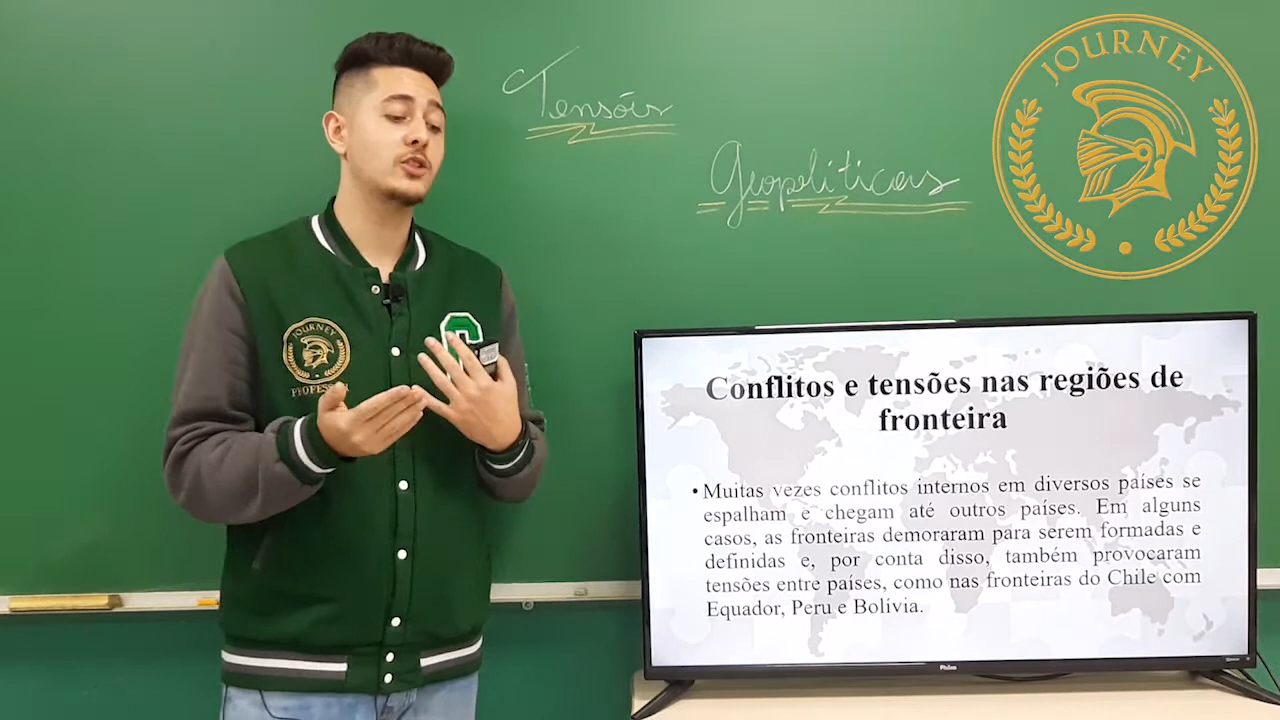 Tensões
Geopolíticas
JOURNEY
JOURNEY
PROFESSOR
Conflitos e tensões nas regiões de
fronteira
• Muitas vezes conflitos internos em diversos países se
espalham e chegam até outros países. Em alguns
casos, as fronteiras demoraram para serem formadas e
definidas e, por conta disso, também provocaram
tensões entre países, como nas fronteiras do Chile com
Equador, Peru e Bolívia.
Philco